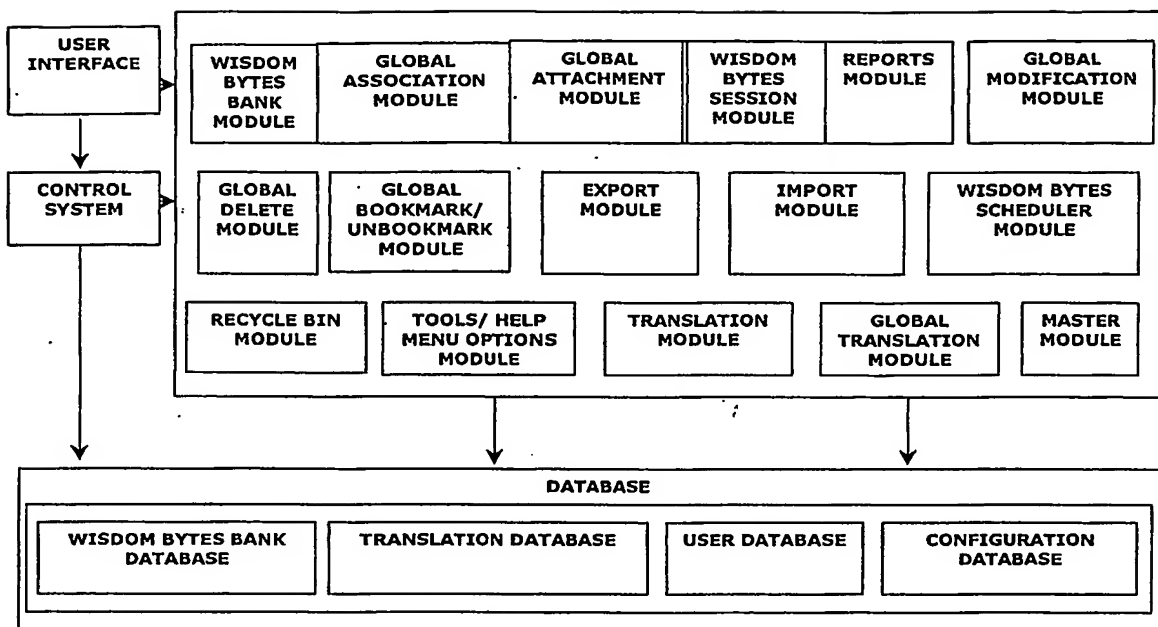 USER
INTERFACE
WISDOM
BYTES
BANK
MODULE
GLOBAL
ASSOCIATION
MODULE
GLOBAL
ATTACHMENT
MODULE
WISDOM
BYTES
SESSION
MODULE
REPORTS
MODULE
GLOBAL
MODIFICATION
MODULE
CONTROL
SYSTEM
GLOBAL
DELETE
MODULE
GLOBAL
BOOKMARK/
UNBOOKMARK
MODULE
EXPORT
MODULE
IMPORT
MODULE
WISDOM BYTES
SCHEDULER
MODULE
RECYCLE BIN
MODULE
TOOLS/ HELP
MENU OPTIONS
MODULE
TRANSLATION
MODULE
GLOBAL
TRANSLATION
MODULE
MASTER
MODULE
DATABASE
WISDOM BYTES BANK
DATABASE
TRANSLATION DATABASE
USER DATABASE
CONFIGURATION
DATABASE